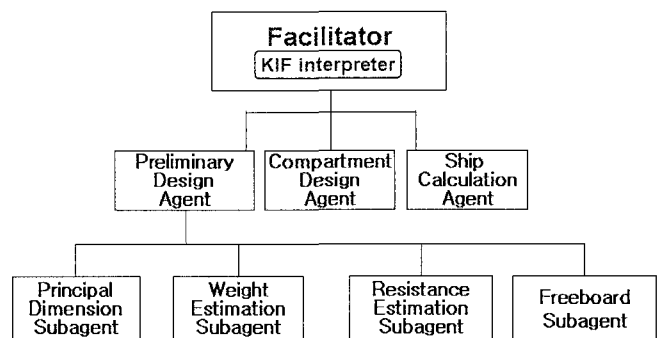 Facilitator
KIF interpreter
Preliminary
Design
Agent
Compartment
Design
Agent
Ship
Calculation
Agent
Principal
Dimension
Subagent
Weight
Estimation
Subagent
Resistance
Estimation
Subagent
Freeboard
Subagent